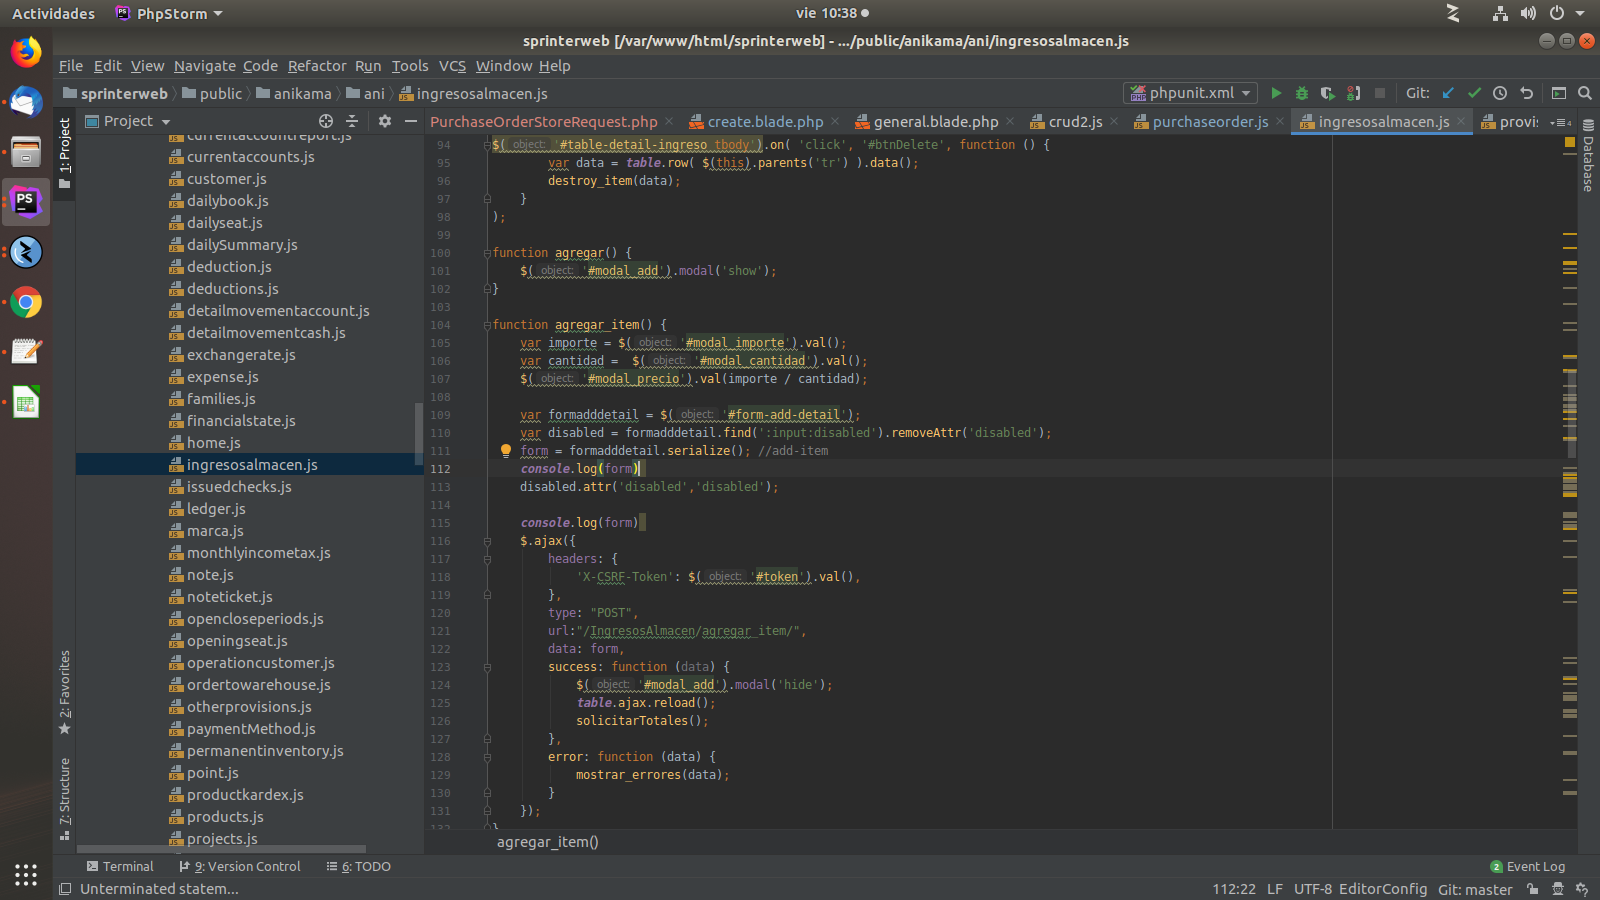 Actividades
PhpStorm
vie 10:38
sprinterweb [/var/www/html/sprinterweb] - .../public/anikama/ani/ingresosalmacen.js
File Edit View Navigate Code Refactor Run Tools VCS Window Help
sprinterweb public anikama ani ingresosalmacen.js
phpunit.xml
Git:
1: Project
Project
PurchaseOrderStoreRequest.php
create.blade.php
general.blade.php
crud2.js
purchaseorder.js
ingresosalmacen.js
provi
4
Database
currentaccountreport.js
currentaccounts.js
customer.js
dailybook.js
dailyseat.js
dailySummary.js
deduction.js
deductions.js
detailmovementaccount.js
detailmovementcash.js
exchangerate.js
expense.js
families.js
financialstate.js
home.js
ingresosalmacen.js
issuedchecks.js
ledger.js
marca.js
monthlyincometax.js
note.js
noteticket.js
opencloseperiods.js
openingseat.js
operationcustomer.js
ordertowarehouse.js
otherprovisions.js
paymentMethod.js
permanentinventory.js
point.js
productkardex.js
products.js
projects.js
2: Favorites
7: Structure
94 $( object: '#table-detail-ingreso tbody').on( 'click', '#btnDelete', function () {
95 var data = table.row( $(this).parents('tr') ).data();
96 destroy_item(data);
97 }
98 );
99
100 function agregar() {
101 $( object: '#modal_add').modal('show');
102 }
103
104 function agregar_item() {
105 var importe = $( object: '#modal_importe').val();
106 var cantidad =  $( object: '#modal_cantidad').val();
107 $( object: '#modal_precio').val(importe / cantidad);
108
109 var formadddetail = $( object: '#form-add-detail');
110 var disabled = formadddetail.find(':input:disabled').removeAttr('disabled');
111 form = formadddetail.serialize(); //add-item
112 console.log(form)
113 disabled.attr('disabled','disabled');
114
115 console.log(form)
116 $.ajax({
117 headers: {
118 'X-CSRF-Token': $( object: '#token').val(),
119 },
120 type: "POST",
121 url:"/IngresosAlmacen/agregar_item/",
122 data: form,
123 success: function (data) {
124 $( object: '#modal_add').modal('hide');
125 table.ajax.reload();
126 solicitarTotales();
127 },
128 error: function (data) {
129 mostrar_errores(data);
130 }
131 });
132 }
agregar_item()
Terminal
9: Version Control
6: TODO
2 Event Log
Unterminated statem...
112:22 LF UTF-8 EditorConfig Git: master